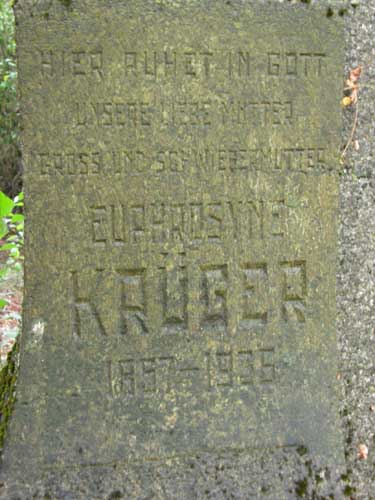 HIER RUHET IN GOTT
UNSERE LIEBE MUTTER
GROSS UND SCHWIEGERMUTTER
EUPHROSYNE
KRÜGER
1857-1935